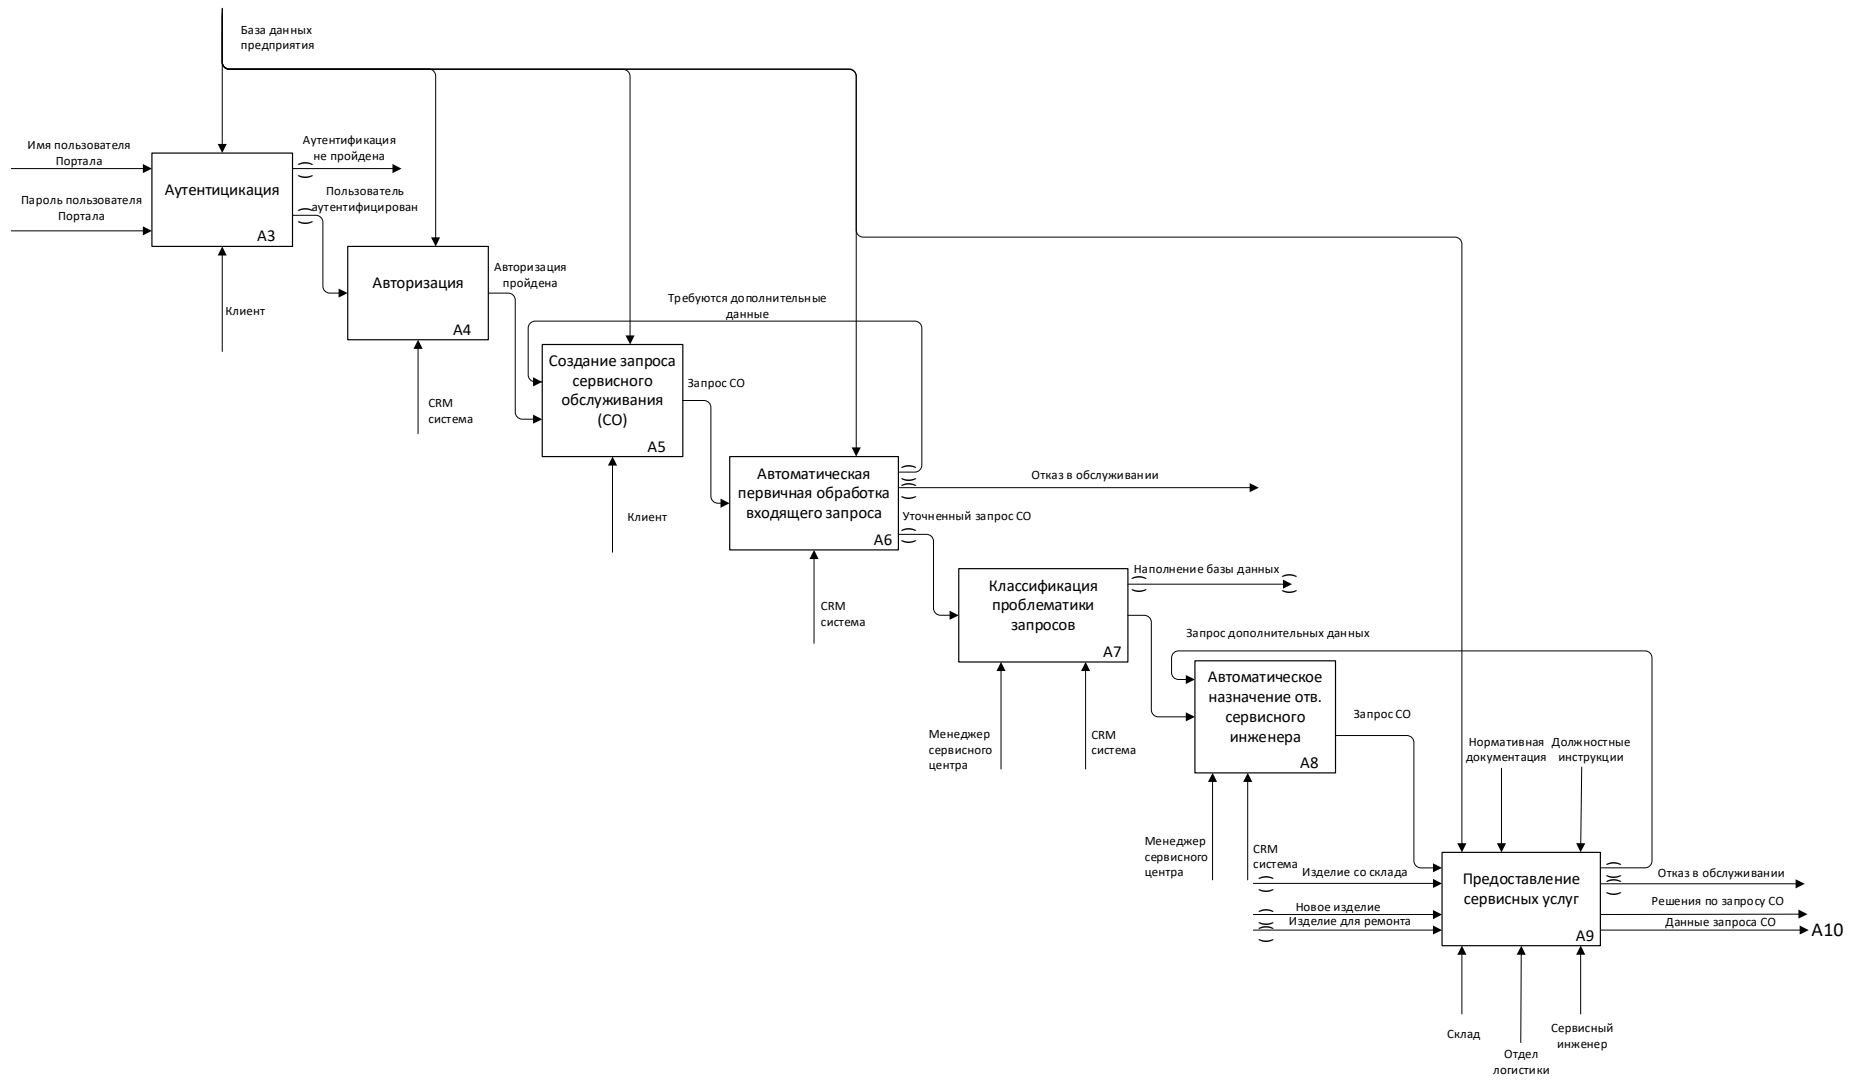 База данных
предприятия
Имя пользователя
Портала
Пароль пользователя
Портала
Аутентицикация
A3
Аутентификация
не пройдена
Пользователь
аутентифицирован
Клиент
Авторизация
A4
Авторизация
пройдена
CRM
система
Требуются дополнительные
данные
Создание запроса
сервисного
обслуживания
(СО)
A5
Запрос СО
Клиент
Автоматическая
первичная обработка
входящего запроса
A6
Отказ в обслуживании
Уточненный запрос СО
CRM
система
Классификация
проблематики
запросов
A7
Наполнение базы данных
Менеджер
сервисного
центра
CRM
система
Запрос дополнительных данных
Автоматическое
назначение отв.
сервисного
инженера
A8
Запрос СО
Менеджер
сервисного
центра
CRM
система
Нормативная
документация
Должностные
инструкции
Изделие со склада
Новое изделие
Изделие для ремонта
Предоставление
сервисных услуг
A9
Отказ в обслуживании
Решения по запросу СО
Данные запроса СО
A10
Склад
Отдел
логистики
Сервисный
инженер